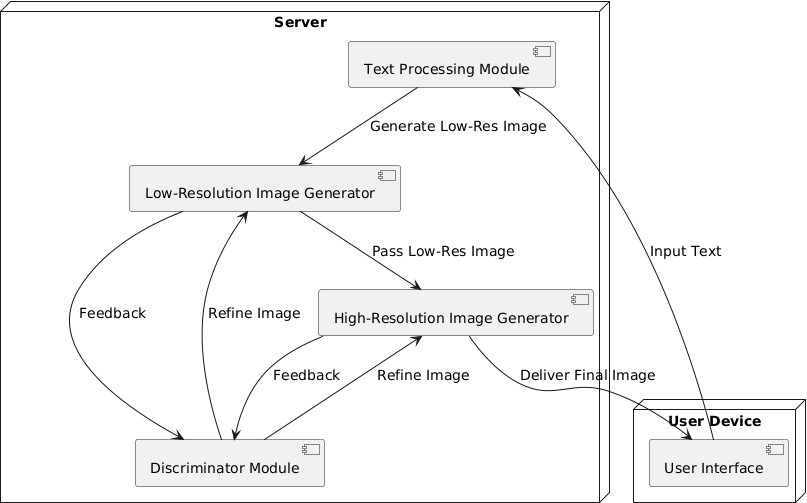 Server
Text Processing Module
Generate Low-Res Image
Low-Resolution Image Generator
Pass Low-Res Image
Input Text
High-Resolution Image Generator
Feedback
Refine Image
Feedback
Refine Image
Deliver Final Image
User Device
Discriminator Module
User Interface